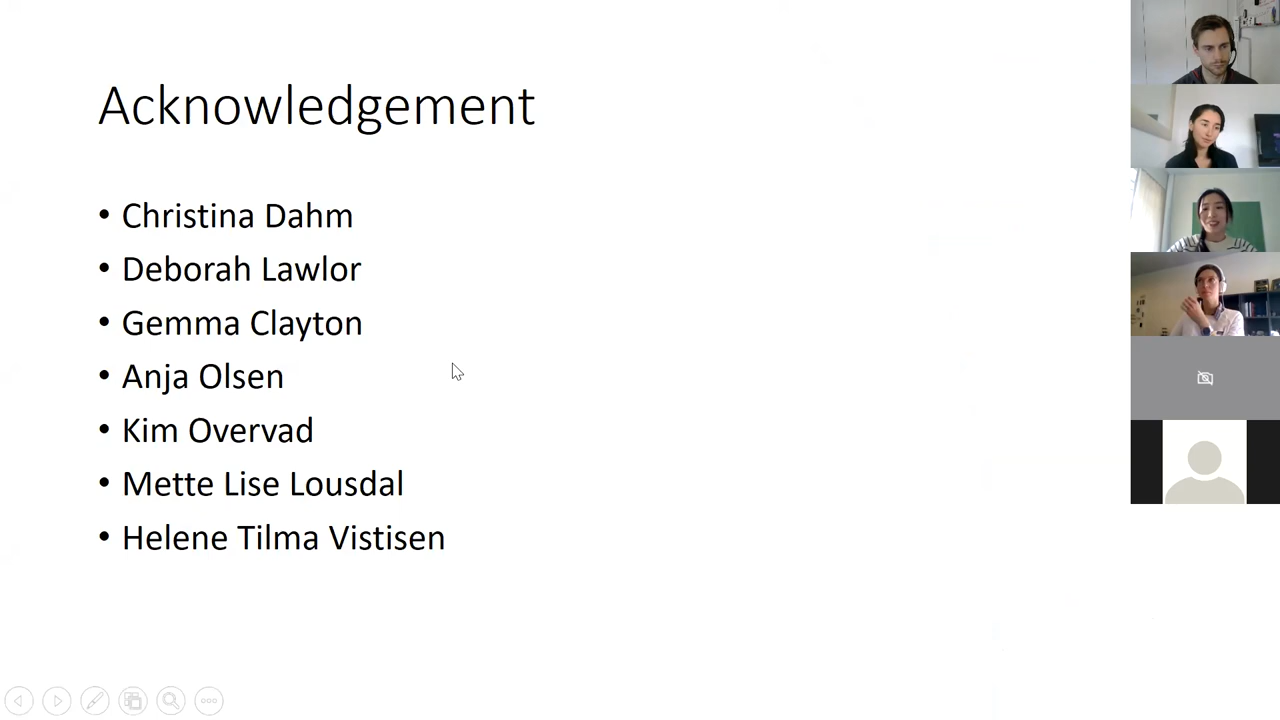 Acknowledgement
• Christina Dahm
• Deborah Lawlor
• Gemma Clayton
• Anja Olsen
• Kim Overvad
• Mette Lise Lousdal
• Helene Tilma Vistisen